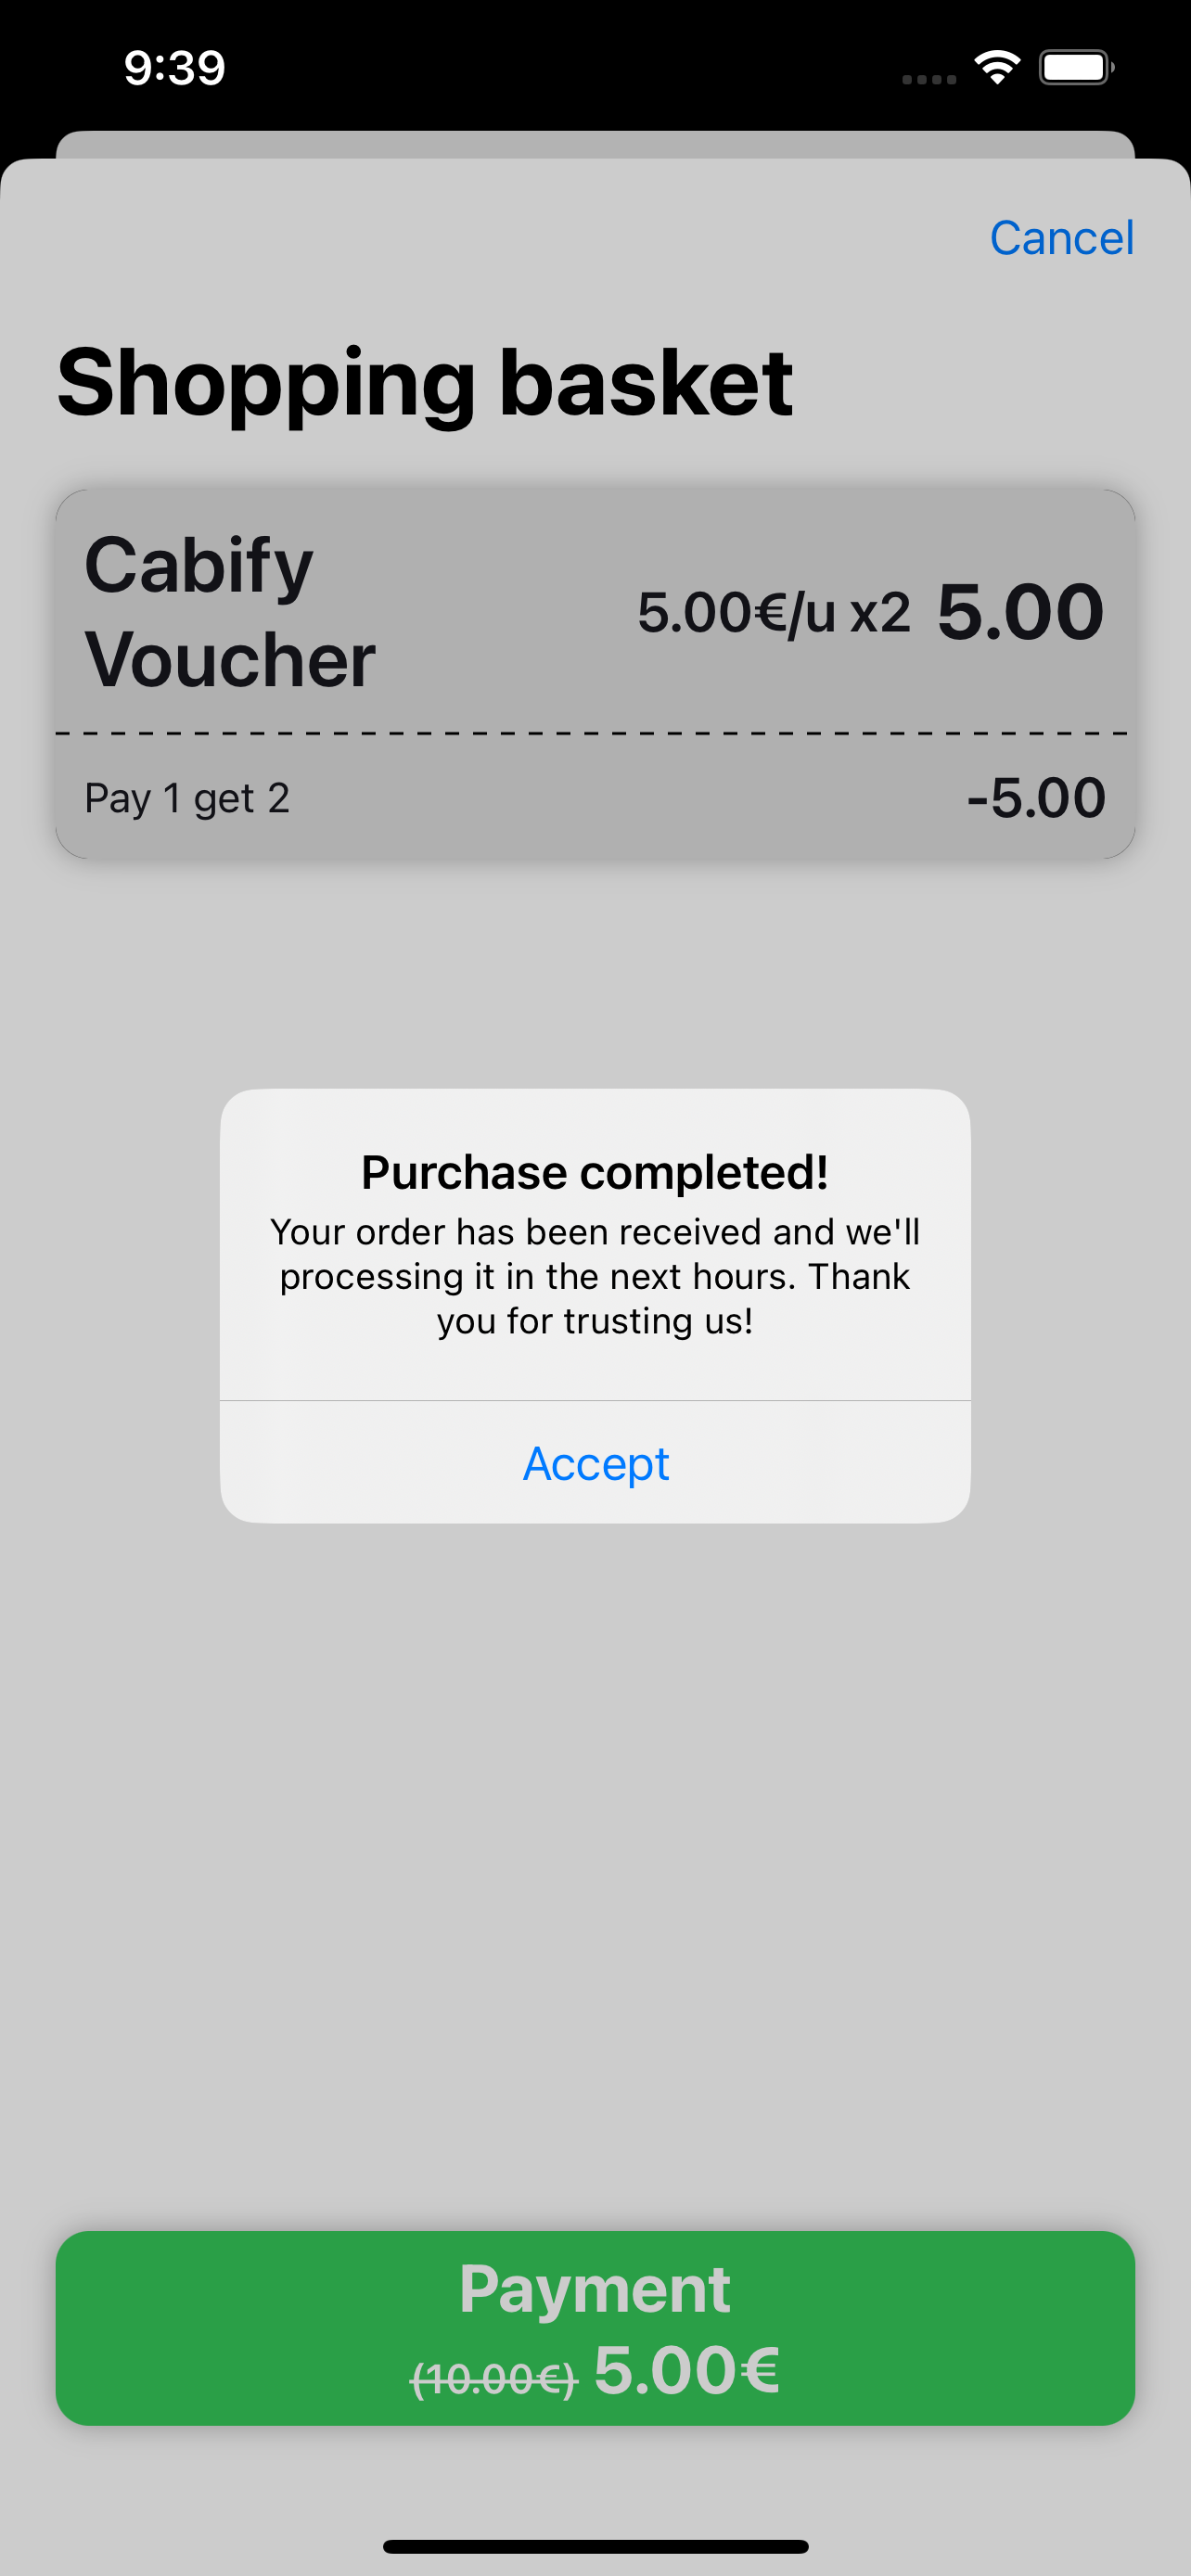 9:39
Cancel
Shopping basket
Cabify
Voucher
5.00€/u x2 5.00
Pay 1 get 2 -5.00
Purchase completed!
Your order has been received and we'll
processing it in the next hours. Thank
you for trusting us!
Accept
Payment
(10.00€) 5.00€